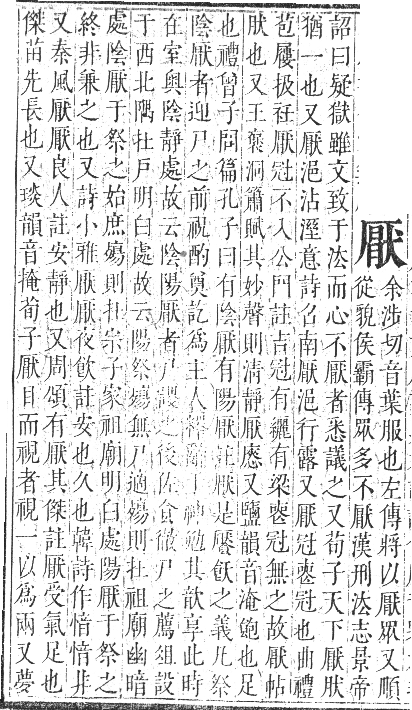 厭
余涉切音葉服也左傳將以厭眾又順
從貌侯霸傳眾多不厭漢刑法志景帝
詔曰疑獄雖文致于法而心不厭者悉議之又荀子天下厭肰
猶一也又厭浥沾溼意詩召南厭浥行露又厭冠䘮冠也曲禮
苞屨扱衽厭冠不入公門註吉冠有纚有梁䘮冠無之故厭帖
肰也又王褒洞簫賦其妙聲則清靜厭㥷又鹽韻音淹飽也足
也禮曾子問篇孔子曰有陰厭有陽厭註厭是饜飫之義凡祭
陰厭者迎尸之前祝酌奠訖為主人釋辭于神勉其歆享此時
在室奧陰靜處故云陰陽厭者尸謖之後佐食徹尸之薦俎設
于西北隅㘴戶明白處故云陽祭殤無尸適殤則㘴祖廟幽暗
處陰厭于祭之始庶殤則㘴宗子家祖廟明白處陽厭于祭之
終非兼之也又詩小雅厭厭夜飲註安也久也韓詩作愔愔非
又秦風厭厭良人註安靜也又周頌有厭其傑註厭受氣足也
傑苗先長也又琰韻音掩荀子厭目而視者視一以為兩又夢